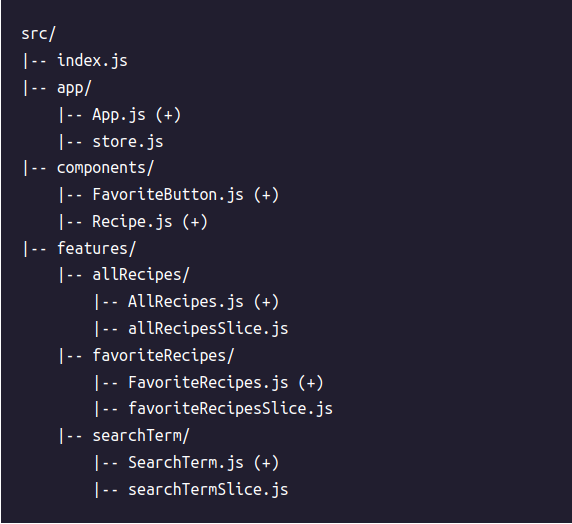 src/
|-- index.js
|-- app/
    |-- App.js (+)
    |-- store.js
|-- components/
    |-- FavoriteButton.js (+)
    |-- Recipe.js (+)
|-- features/
    |-- allRecipes/
        |-- AllRecipes.js (+)
        |-- allRecipesSlice.js
    |-- favoriteRecipes/
        |-- FavoriteRecipes.js (+)
        |-- favoriteRecipesSlice.js
    |-- searchTerm/
        |-- SearchTerm.js (+)
        |-- searchTermSlice.js